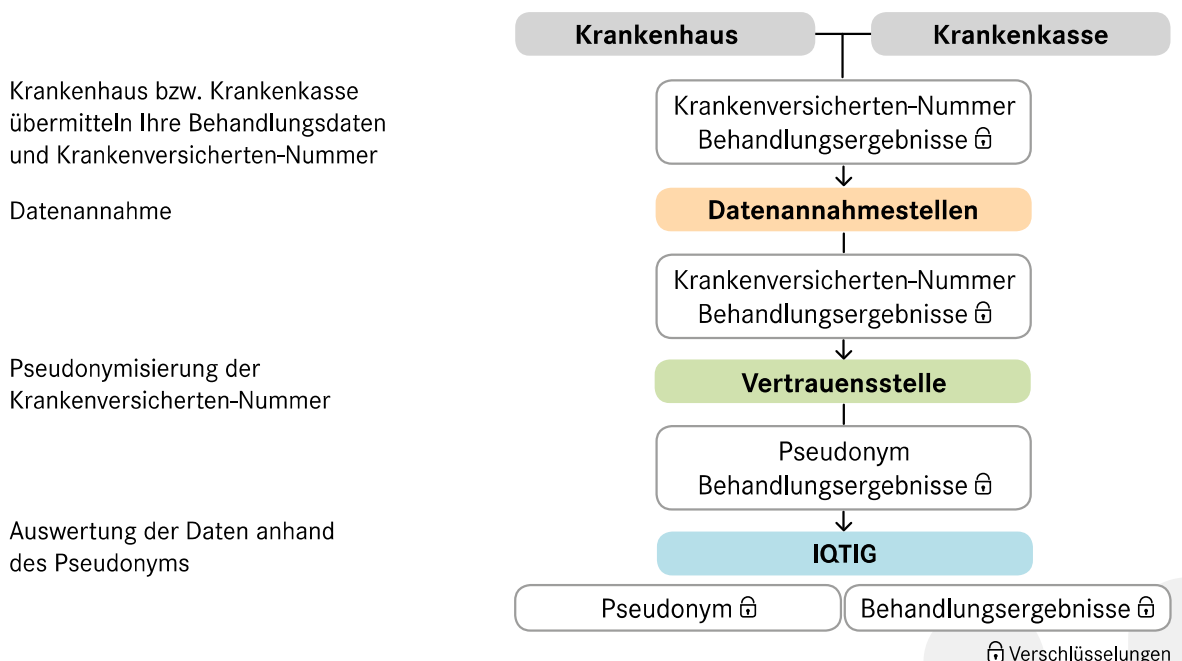 Krankenhaus
Krankenkasse
Krankenhaus bzw. Krankenkasse
übermitteln Ihre Behandlungsdaten
und Krankenversicherten-Nummer
Krankenversicherten-Nummer
Behandlungsergebnisse
Datenannahme
Datenannahmestellen
Krankenversicherten-Nummer
Behandlungsergebnisse
Pseudonymisierung der
Krankenversicherten-Nummer
Vertrauensstelle
Pseudonym
Behandlungsergebnisse
Auswertung der Daten anhand
des Pseudonyms
IQTIG
Pseudonym
Behandlungsergebnisse
Verschlüsselungen